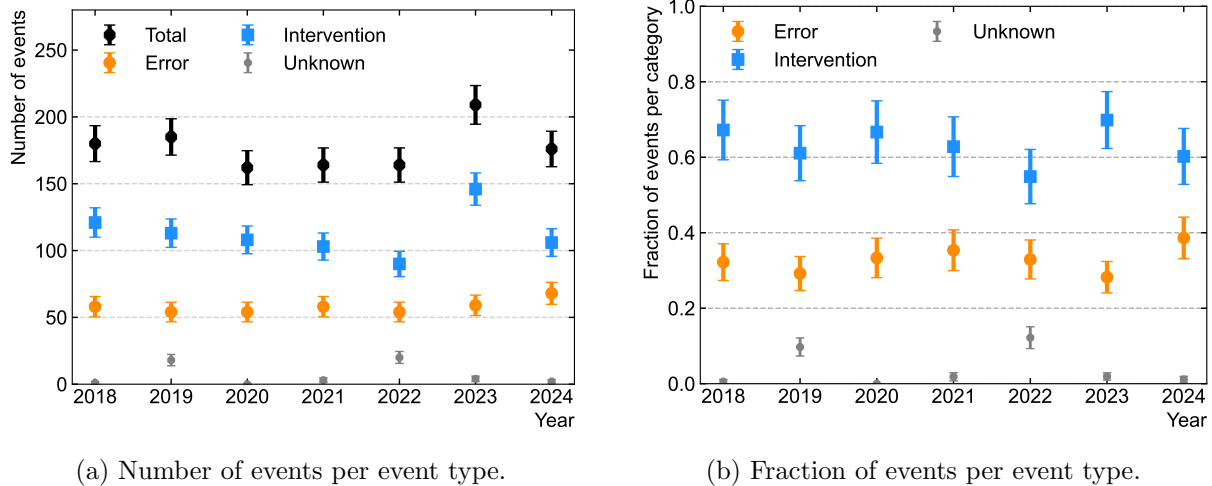 Number of events
250
200
150
100
50
0
Total
Intervention
Error
Unknown
2018 2019 2020 2021 2022 2023 2024
Year
(a) Number of events per event type.
Fraction of events per category
1.0
0.8
0.6
0.4
0.2
0.0
Error
Unknown
Intervention
2018 2019 2020 2021 2022 2023 2024
Year
(b) Fraction of events per event type.